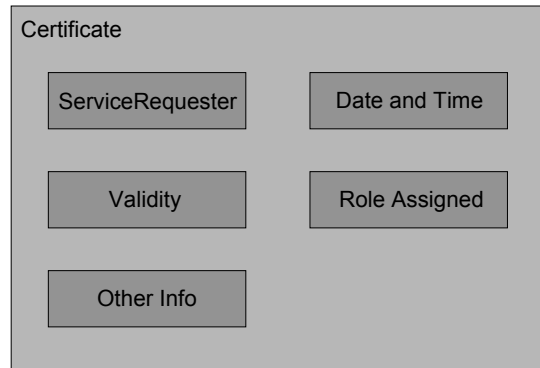 Certificate
ServiceRequester
Date and Time
Validity
Role Assigned
Other Info